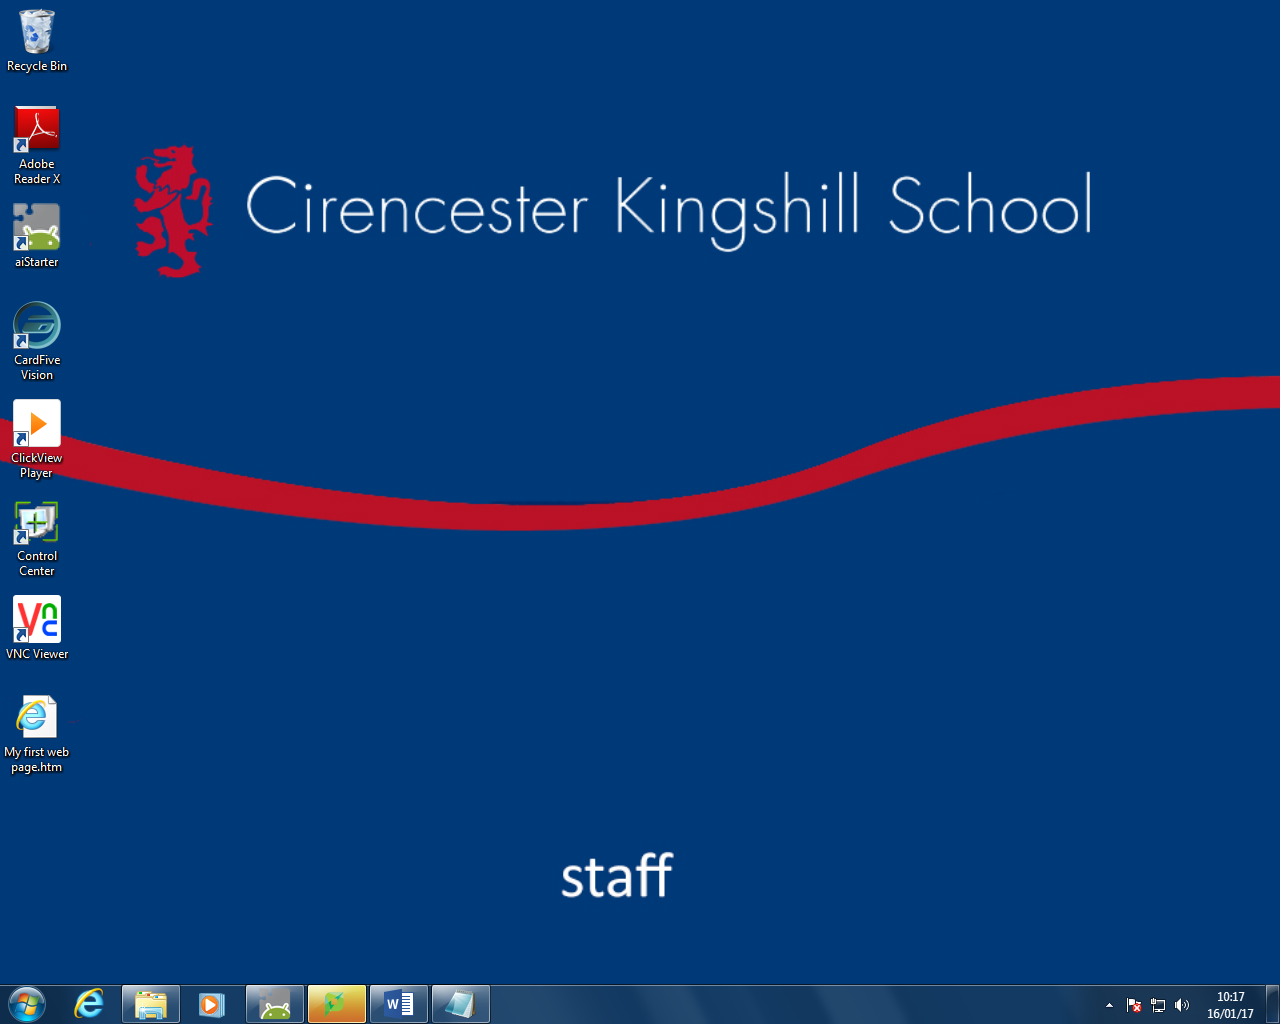 Recycle Bin
Adobe
Reader X
aiStarter
CardFive
Vision
ClickView
Player
Control
Center
VNC Viewer
My first web
page.htm
Cirencester Kingshill School
staff
10:17
16/01/17